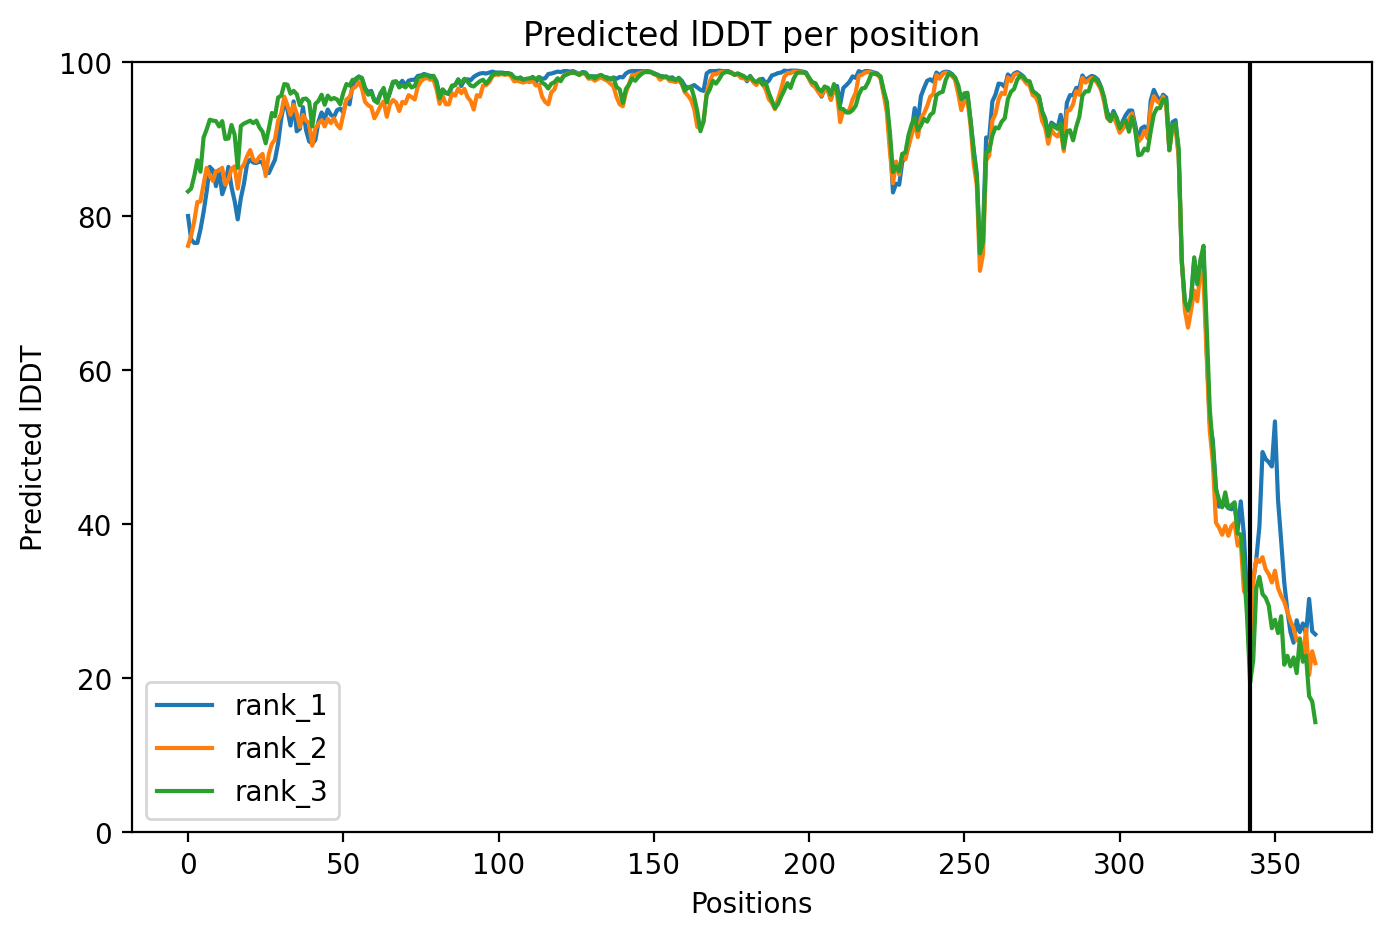 Predicted lDDT per position
Predicted lDDT
100
80
60
40
20
0
rank_1
rank_2
rank_3
0 50 100 150 200 250 300 350
Positions